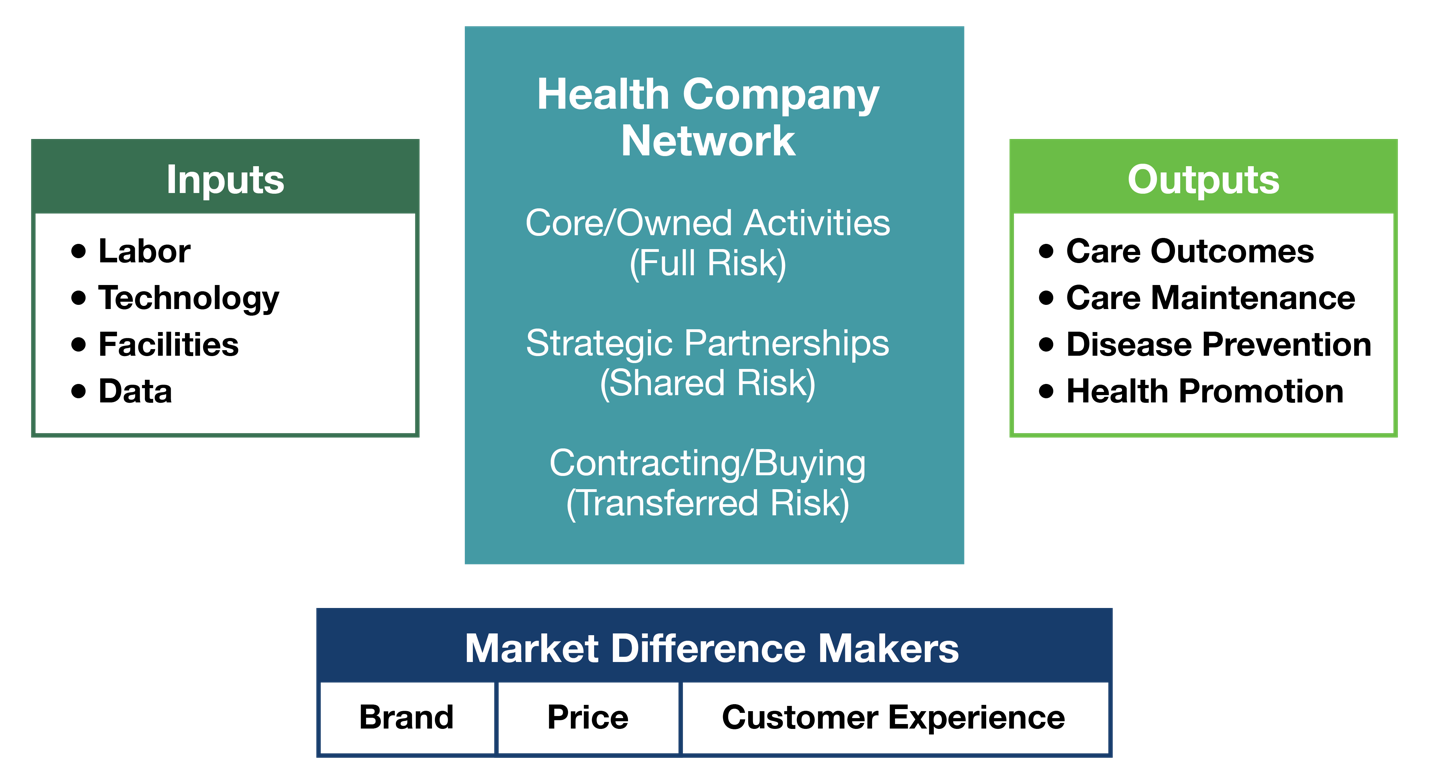 Health Company
Network
Core/Owned Activities
(Full Risk)
Strategic Partnerships
(Shared Risk)
Contracting/Buying
(Transferred Risk)
Inputs
• Labor
• Technology
• Facilities
• Data
Outputs
• Care Outcomes
• Care Maintenance
• Disease Prevention
• Health Promotion
Market Difference Makers
Brand
Price
Customer Experience